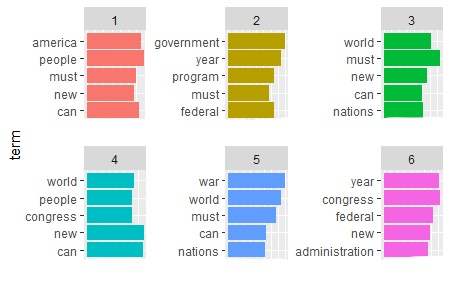 1
america
people
must
new
can
2
government
year
program
must
federal
3
world
must
new
can
nations
term
4
world
people
congress
new
can
5
war
world
must
can
nations
6
year
congress
federal
new
administration